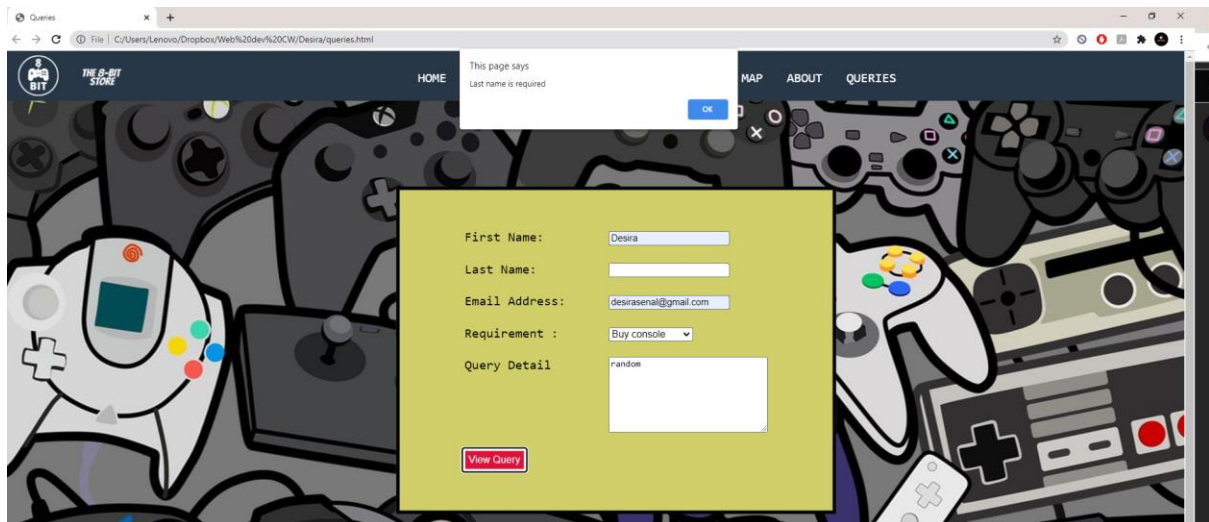 Queries
File | C:/Users/Lenovo/Dropbox/Web%20dev%20CW/Desira/queries.html
8
BIT
THE 8-BIT
STORE
HOME
MAP ABOUT QUERIES
This page says
Last name is required
OK
First Name: Desira
Last Name:
Email Address: desirasenal@gmail.com
Requirement : Buy console
Query Detail random
View Query